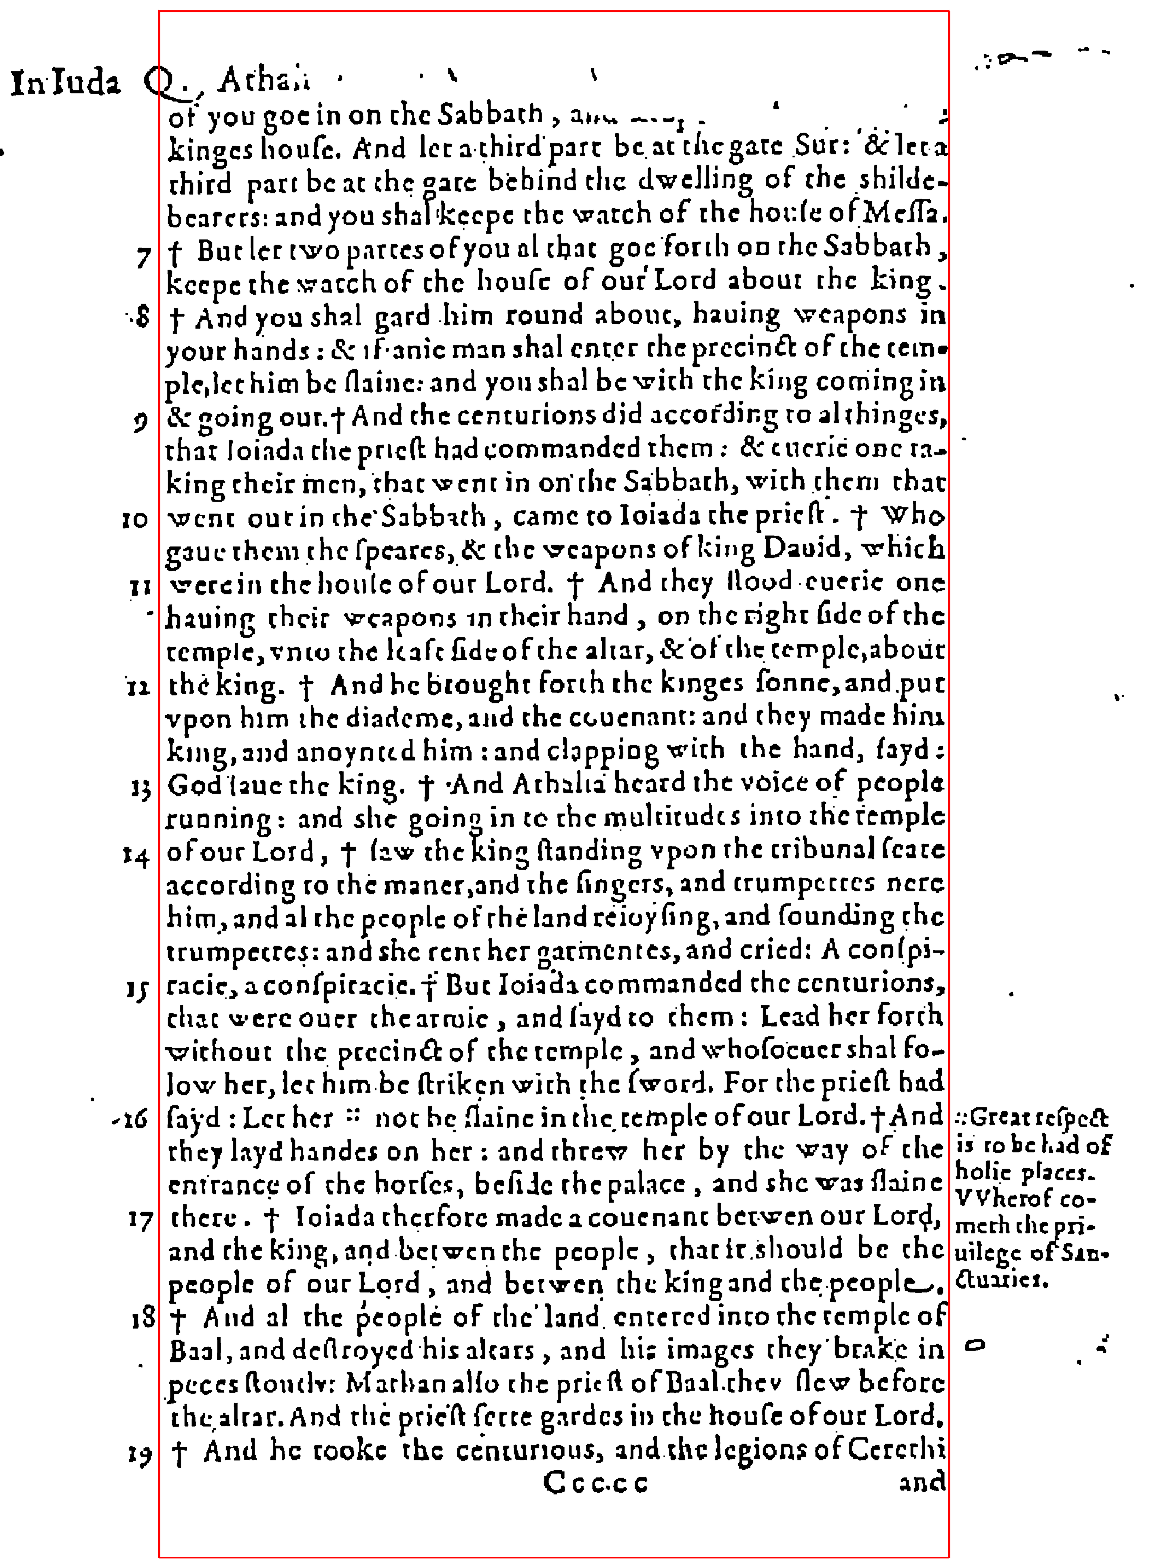 In Iuda Q. Athali
of you goe in on the Sabbath, and
kinges houſe. And let a third part be at the gate Sur: & let a
third part be at the gate behind the dwelling of the shilde-
bearers: and you shal keepe the watch of the houſe of Meſſa.
7 † But let two partes of you al that goe forth on the Sabbath,
keepe the watch of the houſe of our Lord about the king.
8 † And you shal gard him round about, hauing weapons in
your hands: & if anie man shal enter the precinct of the tem-
ple, let him be ſlaine: and you shal be with the king coming in
9 & going out. † And the centurions did according to al thinges,
that Ioiada the prieſt had commanded them: & euerie one ta-
king their men, that went in on the Sabbath, with them that
10 went out in the Sabbath, came to Ioiada the prieſt. † Who
gaue them the ſpeares, & the weapons of king Dauid, which
11 were in the houſe of our Lord. † And they ſtood euerie one
hauing their weapons in their hand, on the right ſide of the
temple, vnto the leaft ſide of the altar, & of the temple, about
12 the king. † And he brought forth the kinges ſonne, and put
vpon him the diademe, and the couenant: and they made him
king, and anoynted him: and clapping with the hand, ſayd:
13 God ſaue the king. † And Athalia heard the voice of people
running: and she going in to the multitudes into the temple
14 of our Lord, † ſaw the king ſtanding vpon the tribunal ſeate
according to the maner, and the ſingers, and trumpettes nere
him, and al the people of the land reioyſing, and ſounding the
trumpettes: and she rent her garmentes, and cried: A conſpi-
15 racie, a conſpiracie. † But Ioiada commanded the centurions,
that were ouer the armie, and ſayd to them: Lead her forth
without the precinct of the temple, and whoſoeuer shal fo-
low her, let him be ſtriken with the ſword. For the prieſt had
16 ſayd: Let her :: not be ſlaine in the temple of our Lord. † And
they layd handes on her: and threw her by the way of the
entrance of the horſes, beſide the palace, and she was ſlaine
17 there. † Ioiada therfore made a couenant betwen our Lord,
and the king, and betwen the people, that it should be the
people of our Lord, and betwen the king and the people.
18 † And al the people of the land entered into the temple of
Baal, and deſtroyed his altars, and his images they brake in
peeces ſtoutly: Mathan alſo the prieſt of Baal they ſlew before
the altar. And the prieſt ſette gardes in the houſe of our Lord.
19 † And he tooke the centurions, and the legions of Cerethi
Ccccc and
:: Great reſpect
is to be had of
holie places.
VVherof co-
meth the pri-
uilege of San-
ctuaries.